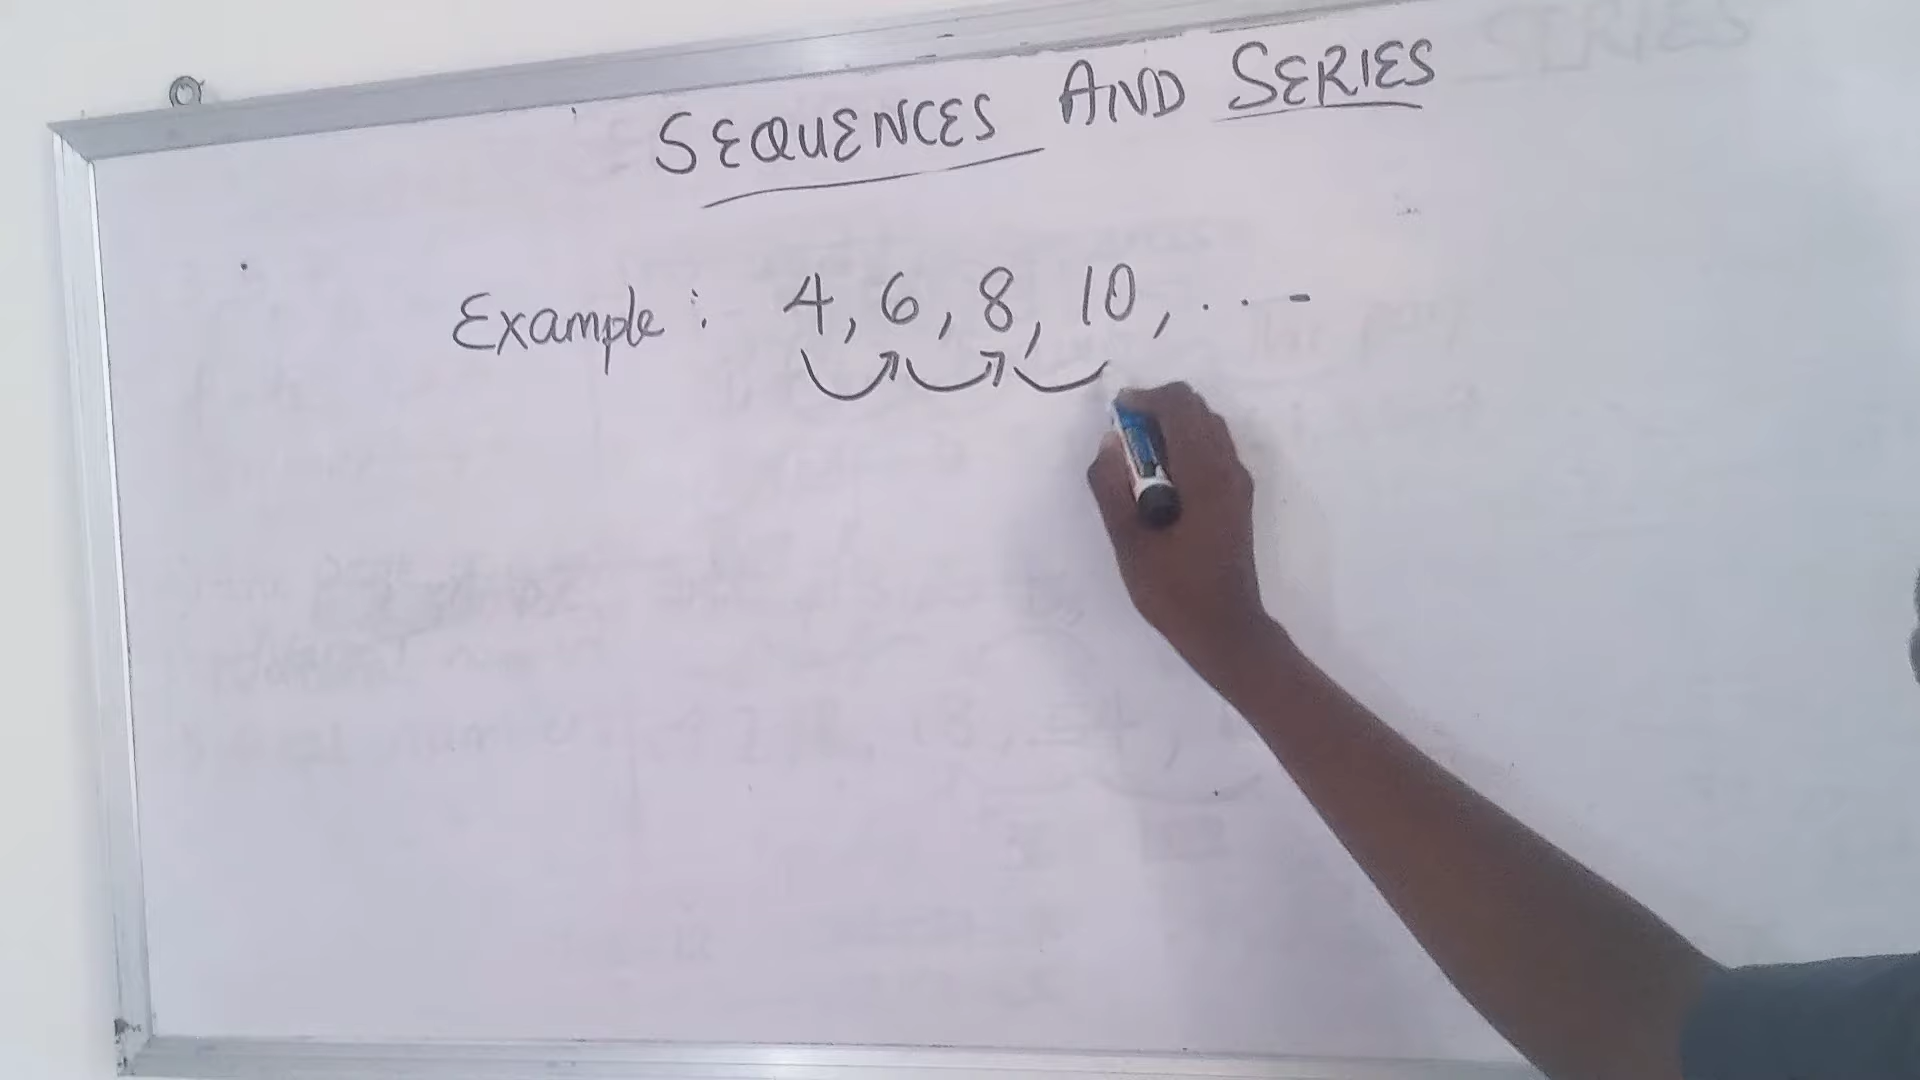 SEQUENCES AND SERIES
Example: 4, 6, 8, 10, ...